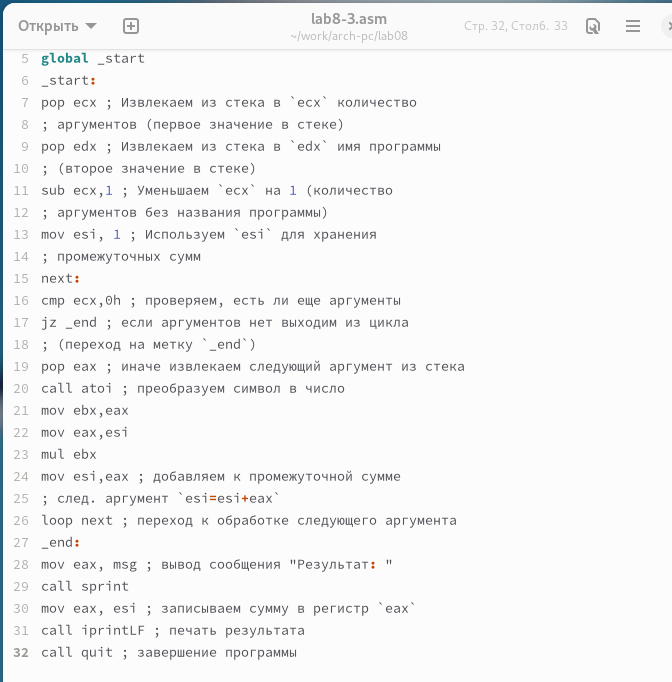 Открыть
lab8-3.asm
~/work/arch-pc/lab08
Стр. 32, Столб. 33
5 global _start
6 _start:
7 pop ecx ; Извлекаем из стека в `ecx` количество
8 ; аргументов (первое значение в стеке)
9 pop edx ; Извлекаем из стека в `edx` имя программы
10 ; (второе значение в стеке)
11 sub ecx,1 ; Уменьшаем `ecx` на 1 (количество
12 ; аргументов без названия программы)
13 mov esi, 1 ; Используем `esi` для хранения
14 ; промежуточных сумм
15 next:
16 cmp ecx,0h ; проверяем, есть ли еще аргументы
17 jz _end ; если аргументов нет выходим из цикла
18 ; (переход на метку `_end`)
19 pop eax ; иначе извлекаем следующий аргумент из стека
20 call atoi ; преобразуем символ в число
21 mov ebx,eax
22 mov eax,esi
23 mul ebx
24 mov esi,eax ; добавляем к промежуточной сумме
25 ; след. аргумент `esi=esi+eax`
26 loop next ; переход к обработке следующего аргумента
27 _end:
28 mov eax, msg ; вывод сообщения "Результат: "
29 call sprint
30 mov eax, esi ; записываем сумму в регистр `eax`
31 call iprintLF ; печать результата
32 call quit ; завершение программы